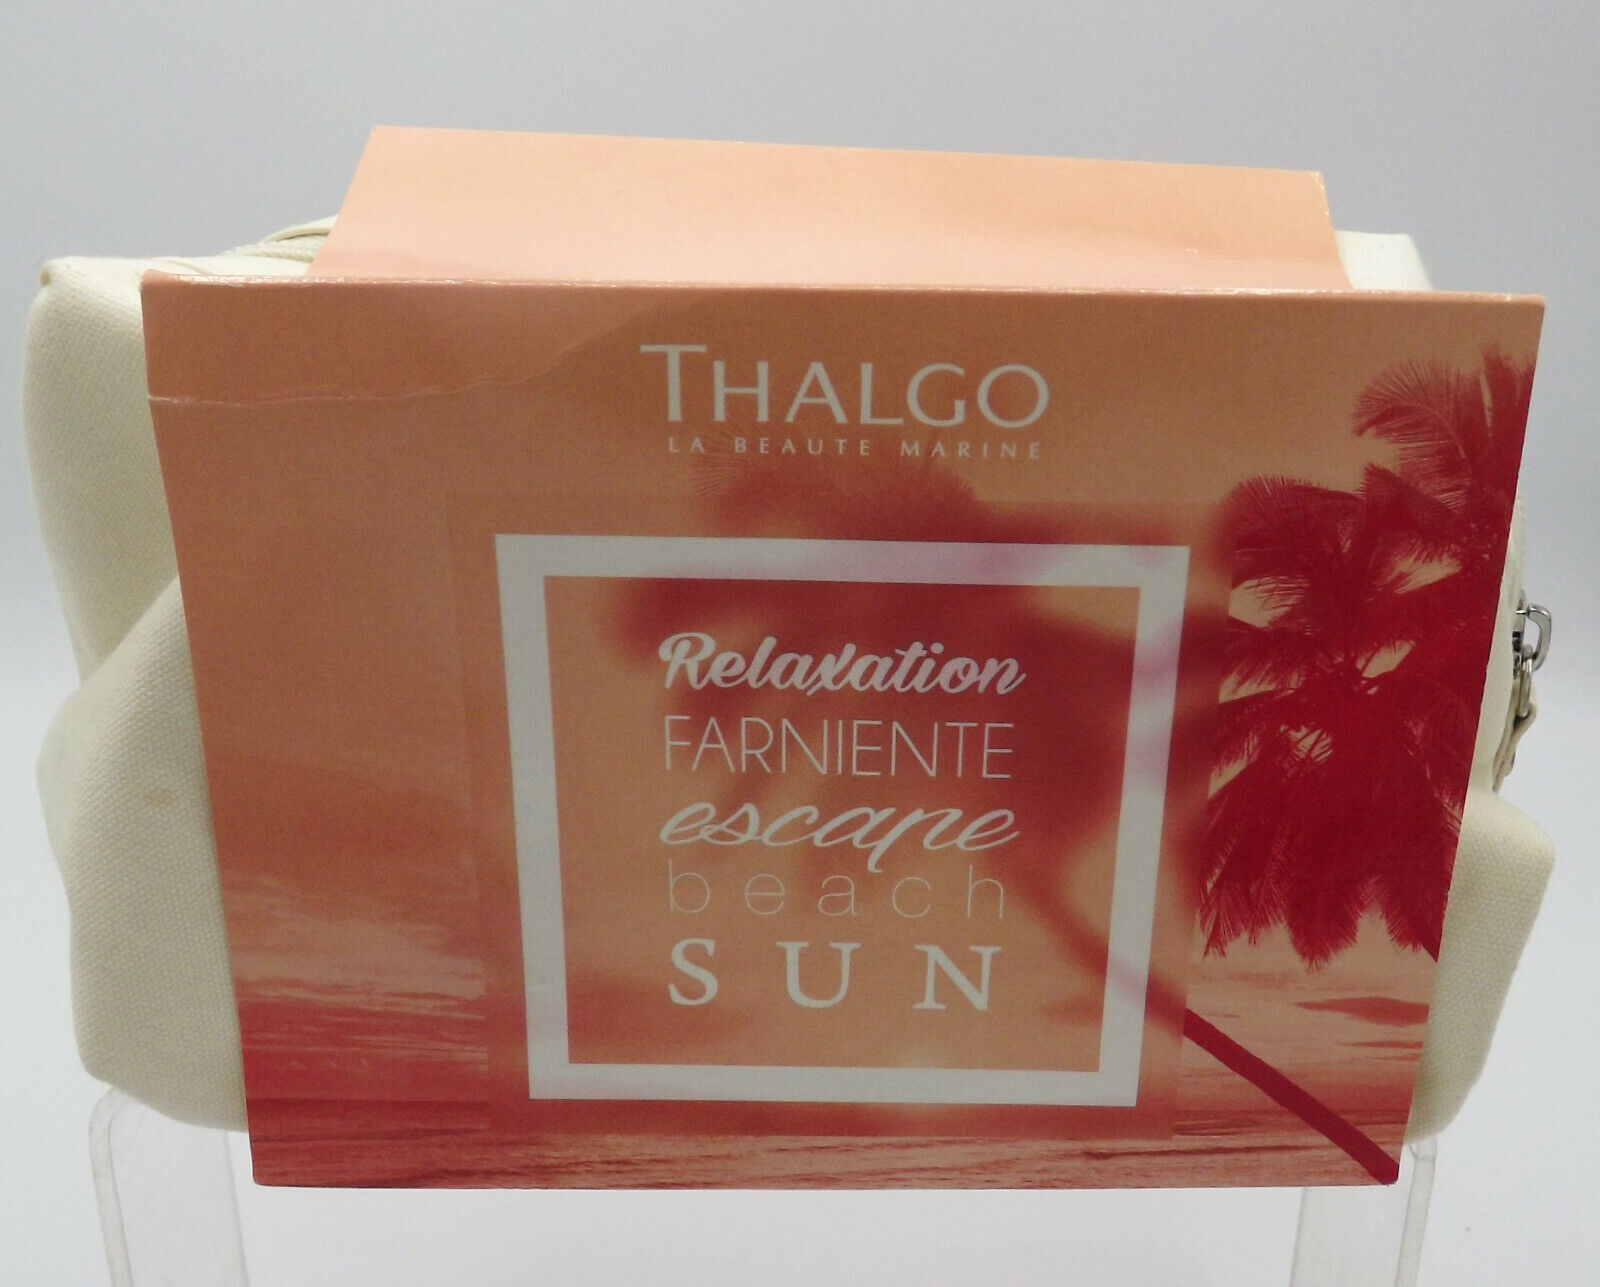 THALGO
LA BEAUTE MARINE
Relaxation
FARNIENTE
escape
beach
SUN